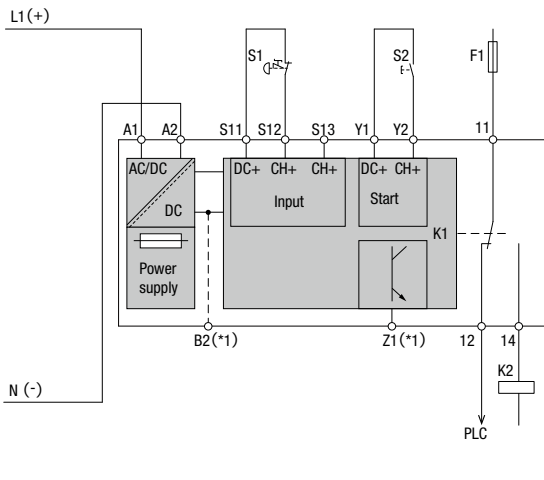 L1(+)
S1
S2
F1
A1 A2 S11 S12 S13 Y1 Y2 11
AC/DC DC+ CH+ CH+ DC+ CH+
Input Start
DC
K1
Power
supply
B2(*1) Z1(*1) 12 14
K2
N (-)
PLC